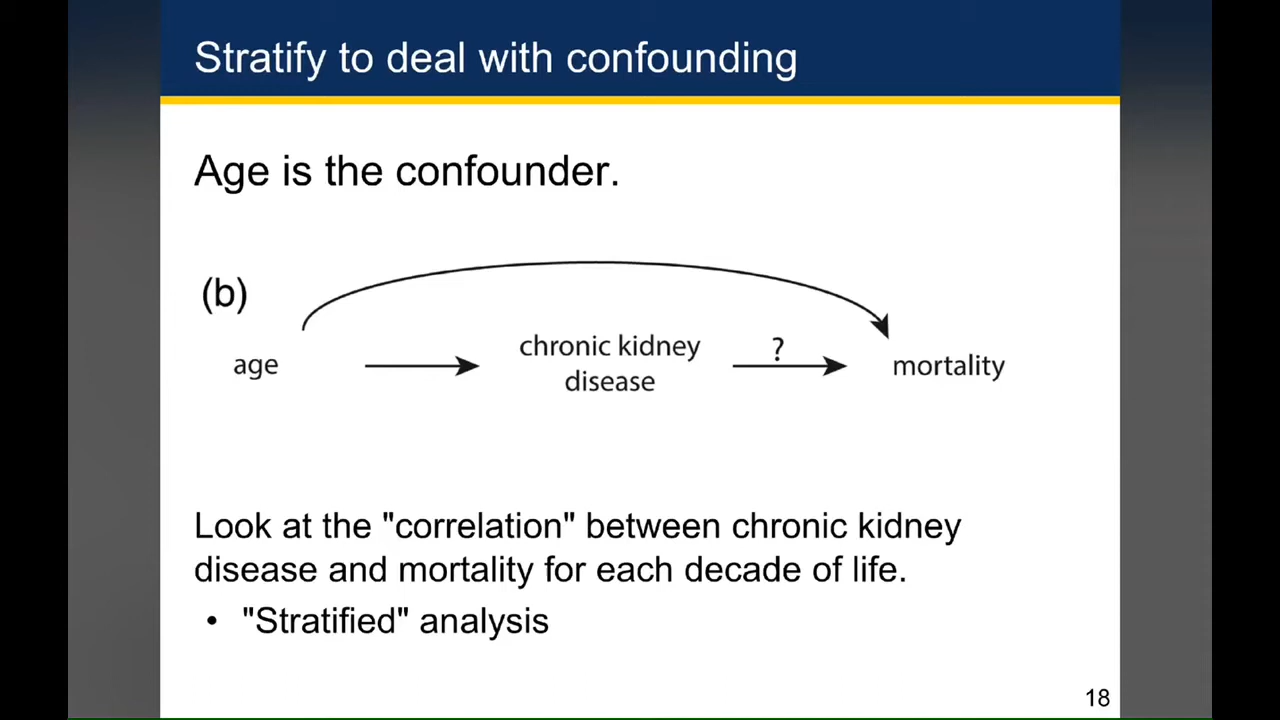 Stratify to deal with confounding
Age is the confounder.
(b)
age
chronic kidney
disease
?
mortality
Look at the "correlation" between chronic kidney
disease and mortality for each decade of life.
• "Stratified" analysis
18